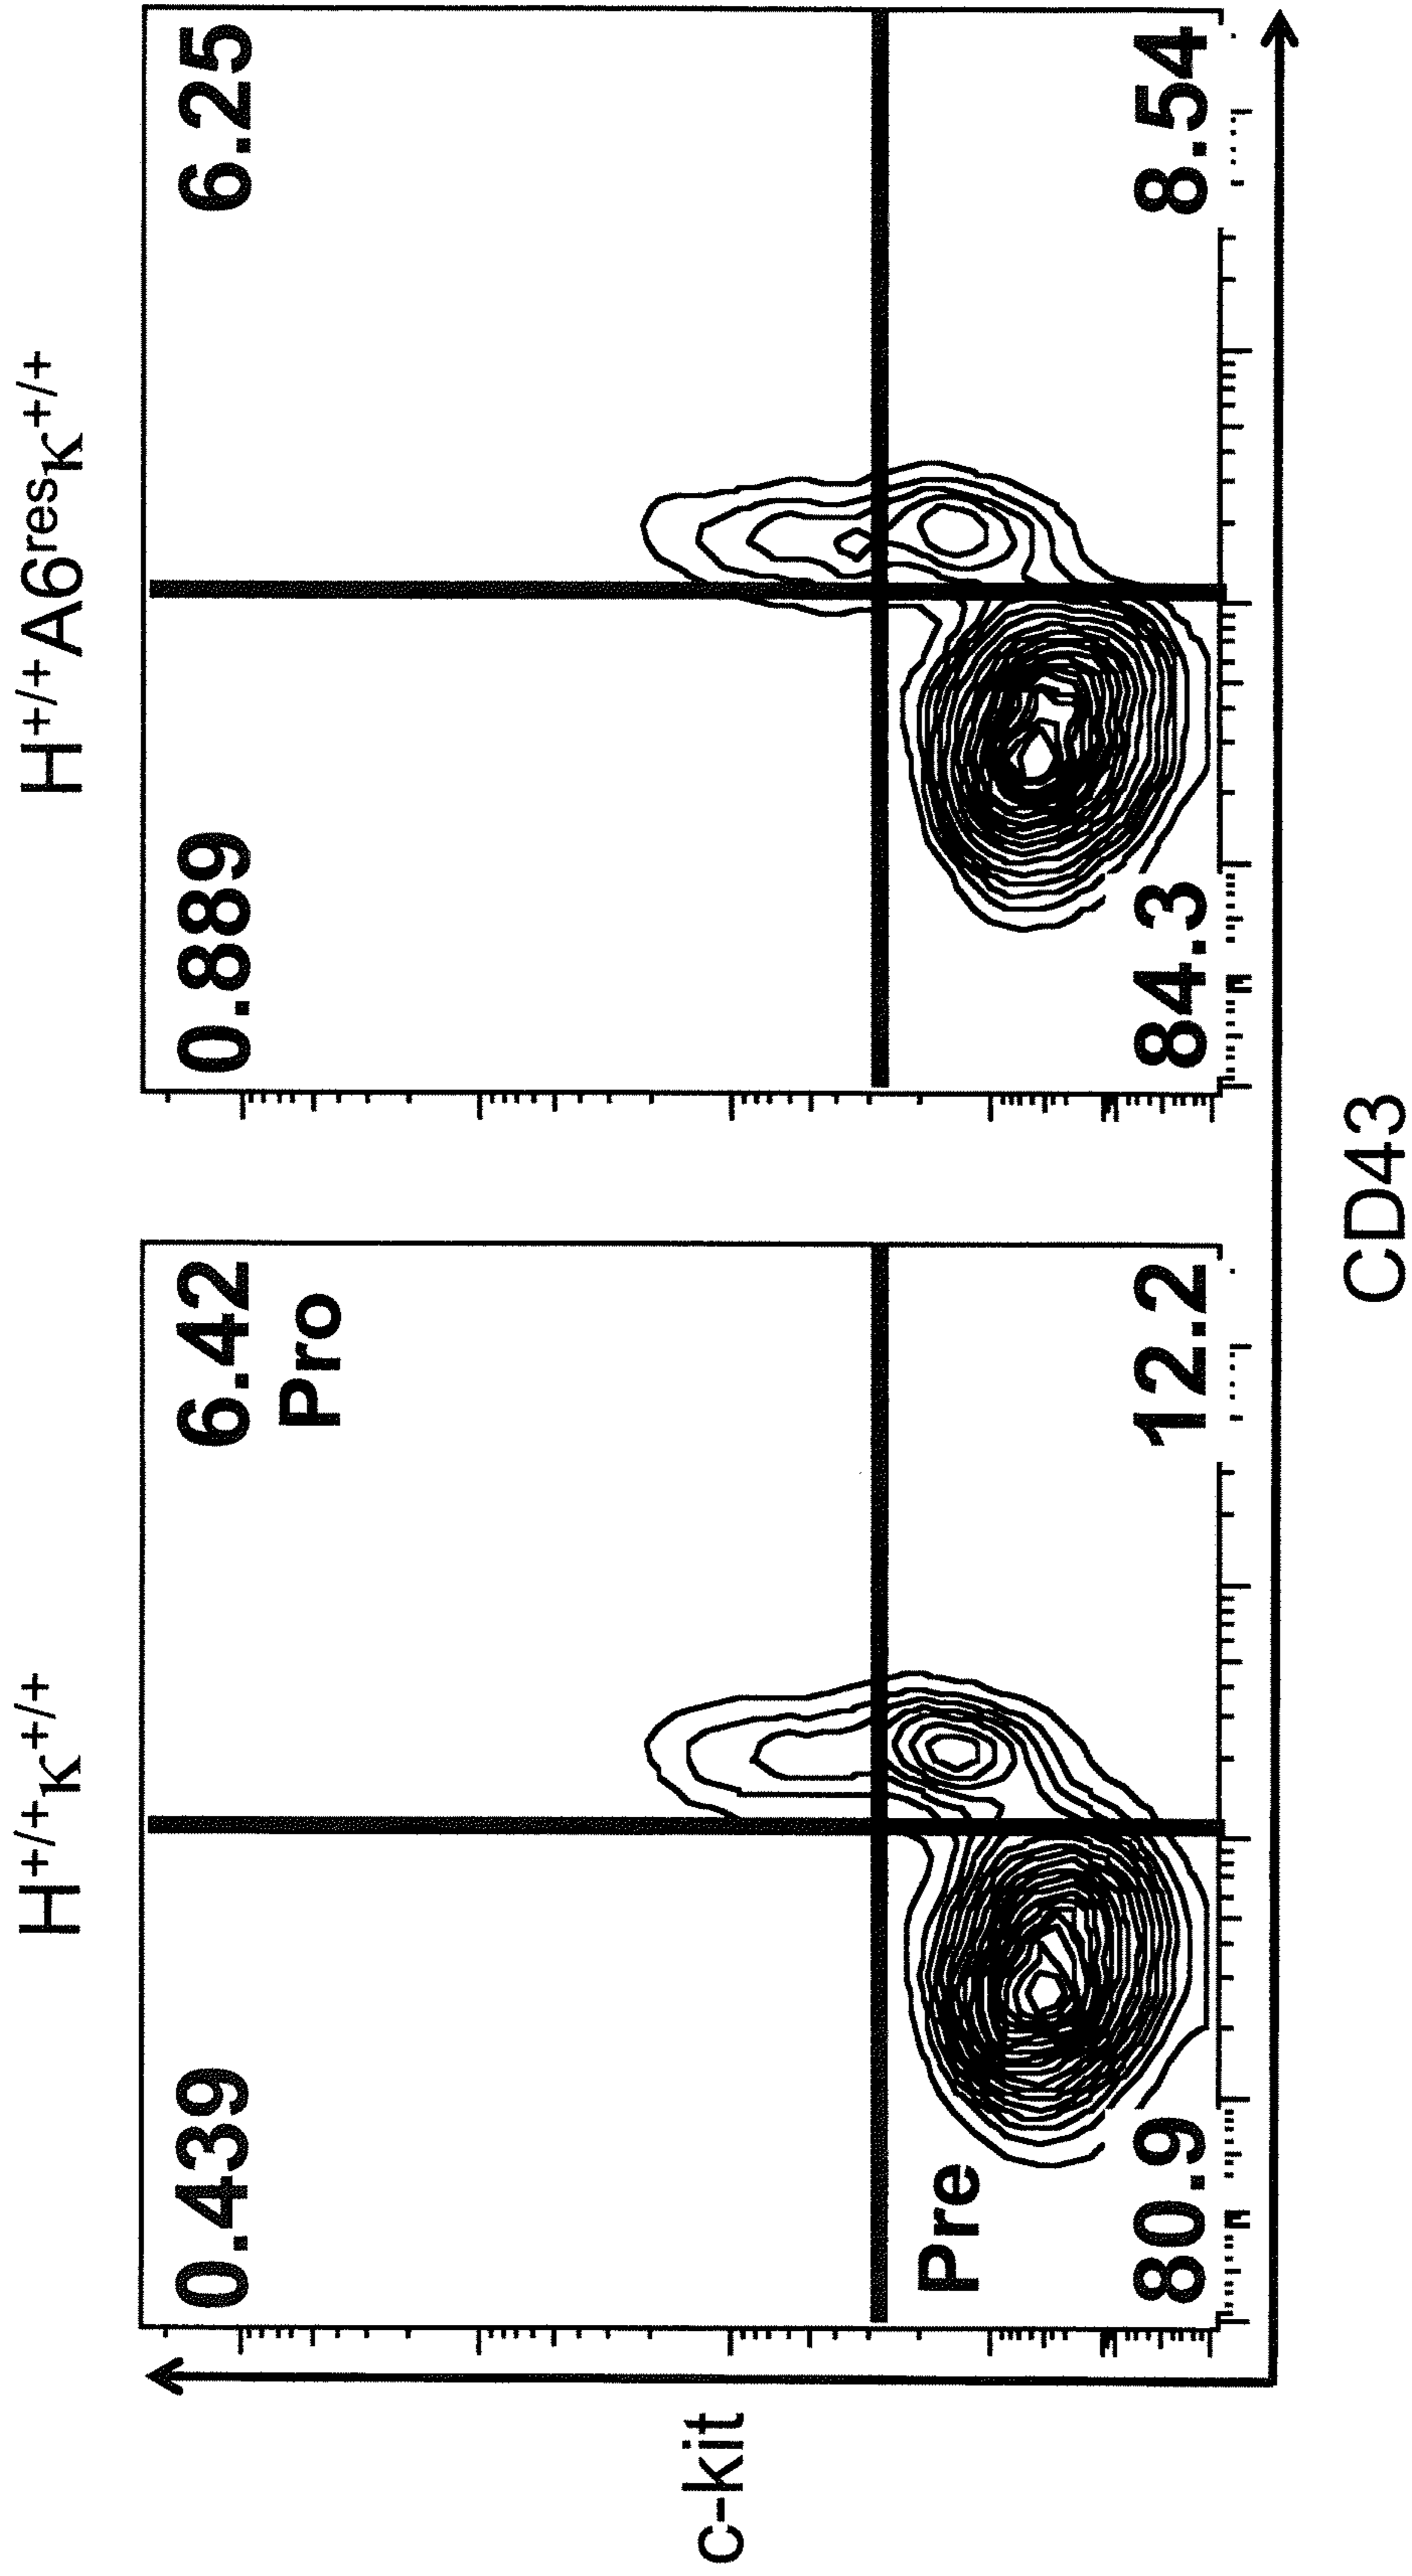 H+/+κ+/+
H+/+A6resκ+/+
0.439
6.42
Pro
0.889
6.25
c-kit
Pre
80.9
12.2
84.3
8.54
CD43